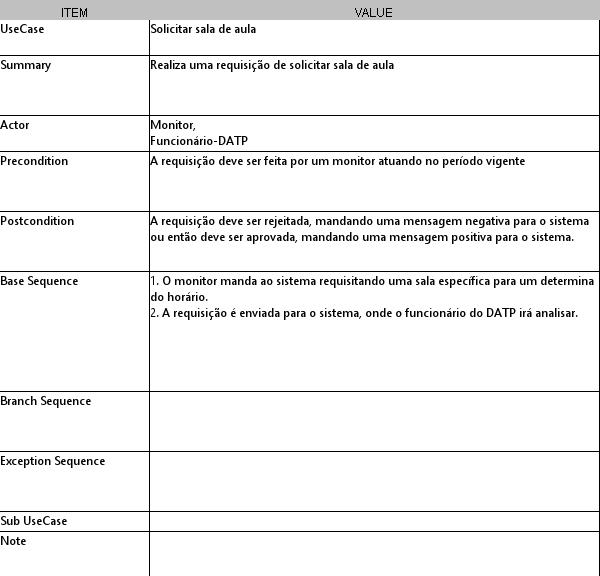 ITEM VALUE
UseCase Solicitar sala de aula
Summary Realiza uma requisição de solicitar sala de aula
Actor Monitor,
Funcionário-DATP
Precondition A requisição deve ser feita por um monitor atuando no período vigente
Postcondition A requisição deve ser rejeitada, mandando uma mensagem negativa para o sistema
ou então deve ser aprovada, mandando uma mensagem positiva para o sistema.
Base Sequence 1. O monitor manda ao sistema requisitando uma sala específica para um determina
do horário.
2. A requisição é enviada para o sistema, onde o funcionário do DATP irá analisar.
Branch Sequence
Exception Sequence
Sub UseCase
Note